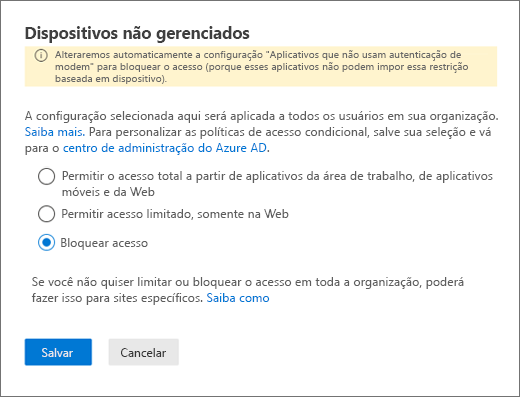 Dispositivos não gerenciados
Alteraremos automaticamente a configuração "Aplicativos que não usam autenticação de
modem" para bloquear o acesso (porque esses aplicativos não podem impor essa restrição
baseada em dispositivo).
A configuração selecionada aqui será aplicada a todos os usuários em sua organização.
Saiba mais. Para personalizar as políticas de acesso condicional, salve sua seleção e vá
para o centro de administração do Azure AD.
Permitir o acesso total a partir de aplicativos da área de trabalho, de aplicativos
móveis e da Web
Permitir acesso limitado, somente na Web
Bloquear acesso
Se você não quiser limitar ou bloquear o acesso em toda a organização, poderá
fazer isso para sites específicos. Saiba como
Salvar
Cancelar